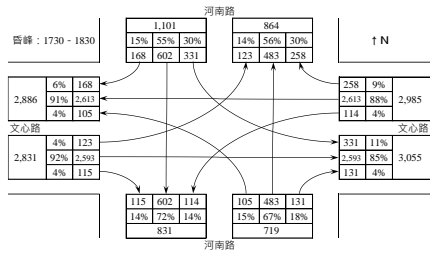 河南路
昏峰：1730 - 1830
1,101
15% 55% 30%
168 602 331
864
14% 56% 30%
123 483 258
↑N
2,886
6% 168
91% 2,613
4% 105
258 9%
2,613 88%
114 4%
2,985
文心路
文心路
2,831
4% 123
92% 2,593
4% 115
331 11%
2,593 85%
131 4%
3,055
115 602 114
14% 72% 14%
831
105 483 131
15% 67% 18%
719
河南路